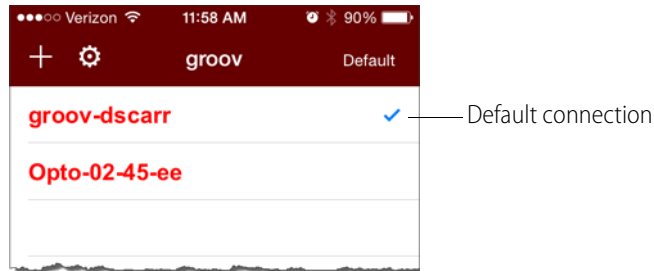 ●●●○○ Verizon 11:58 AM 90%
+ groov Default
groov-dscarr Default connection
Opto-02-45-ee